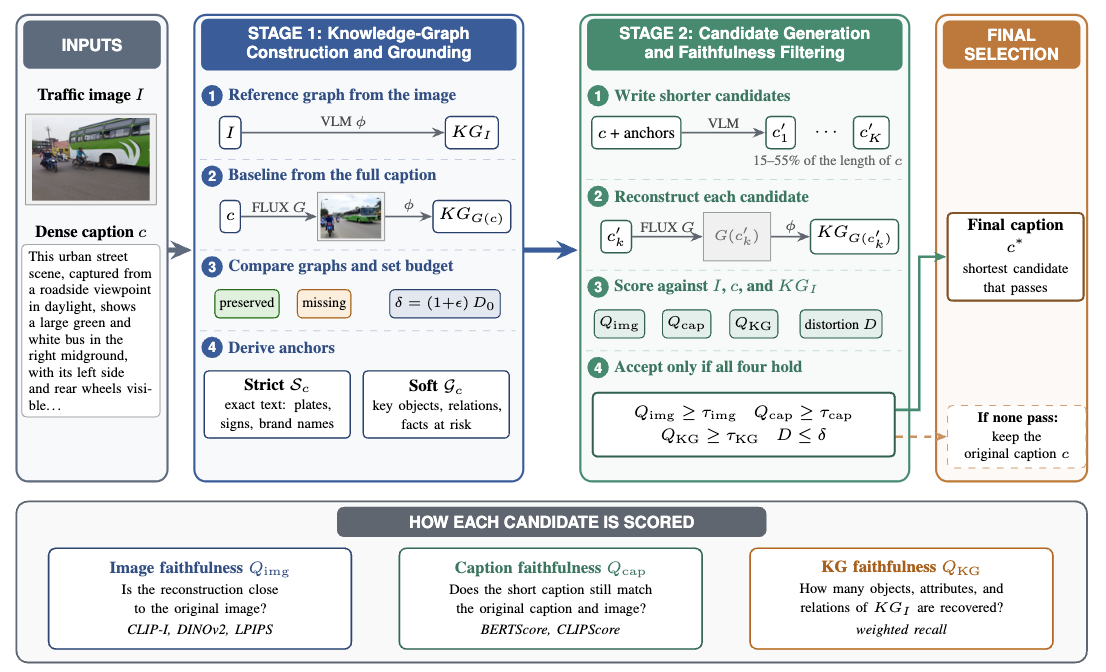 INPUTS
Traffic image I
Dense caption c
This urban street
scene, captured from
a roadside viewpoint
in daylight, shows
a large green and
white bus in the
right midground,
with its left side
and rear wheels visi-
ble...
STAGE 1: Knowledge-Graph
Construction and Grounding
1 Reference graph from the image
I VLM ϕ KG_I
2 Baseline from the full caption
c FLUX G ϕ KG_{G(c)}
3 Compare graphs and set budget
preserved missing δ = (1+ϵ) D₀
4 Derive anchors
Strict 𝒮_c
exact text: plates,
signs, brand names
Soft 𝒢_c
key objects, relations,
facts at risk
STAGE 2: Candidate Generation
and Faithfulness Filtering
1 Write shorter candidates
c + anchors VLM c′₁ ··· c′_K
15–55% of the length of c
2 Reconstruct each candidate
c′_k FLUX G G(c′_k) ϕ KG_{G(c′_k)}
3 Score against I, c, and KG_I
Q_img Q_cap Q_KG distortion D
4 Accept only if all four hold
Q_img ≥ τ_img Q_cap ≥ τ_cap
Q_KG ≥ τ_KG D ≤ δ
FINAL
SELECTION
Final caption
c*
shortest candidate
that passes
If none pass:
keep the
original caption c
HOW EACH CANDIDATE IS SCORED
Image faithfulness Q_img
Is the reconstruction close
to the original image?
CLIP-I, DINOv2, LPIPS
Caption faithfulness Q_cap
Does the short caption still match
the original caption and image?
BERTScore, CLIPScore
KG faithfulness Q_KG
How many objects, attributes, and
relations of KG_I are recovered?
weighted recall